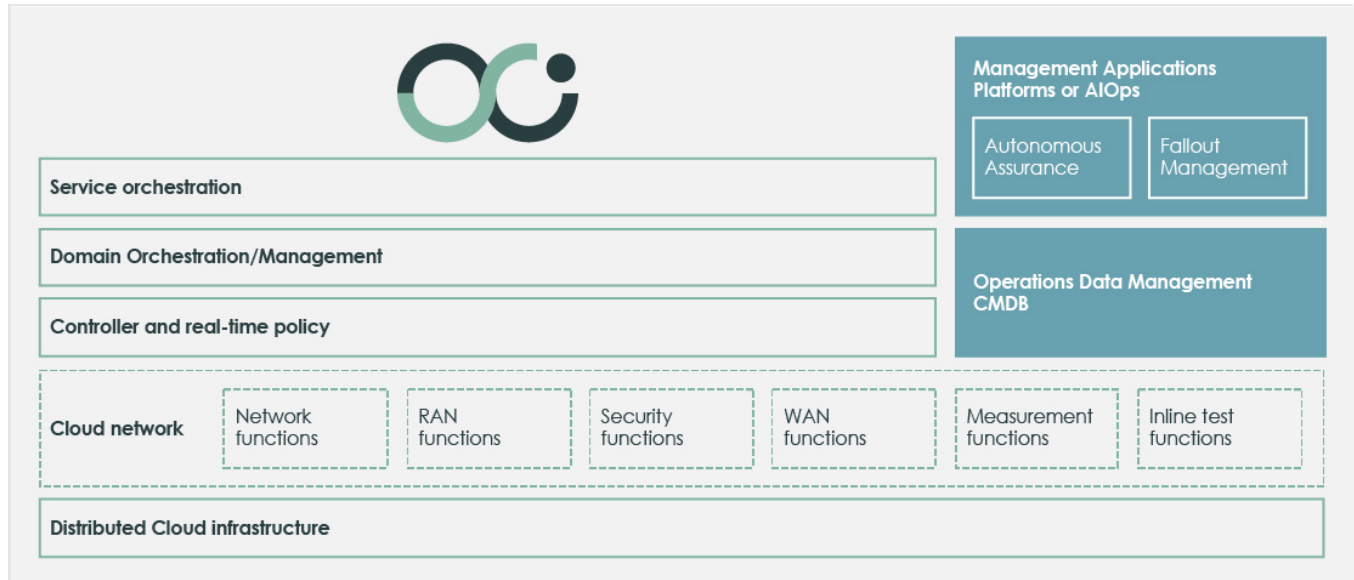 oci
Service orchestration
Domain Orchestration/Management
Controller and real-time policy
Management Applications
Platforms or AIOps
Autonomous
Assurance
Fallout
Management
Operations Data Management
CMDB
Cloud network
Network
functions
RAN
functions
Security
functions
WAN
functions
Measurement
functions
Inline test
functions
Distributed Cloud infrastructure